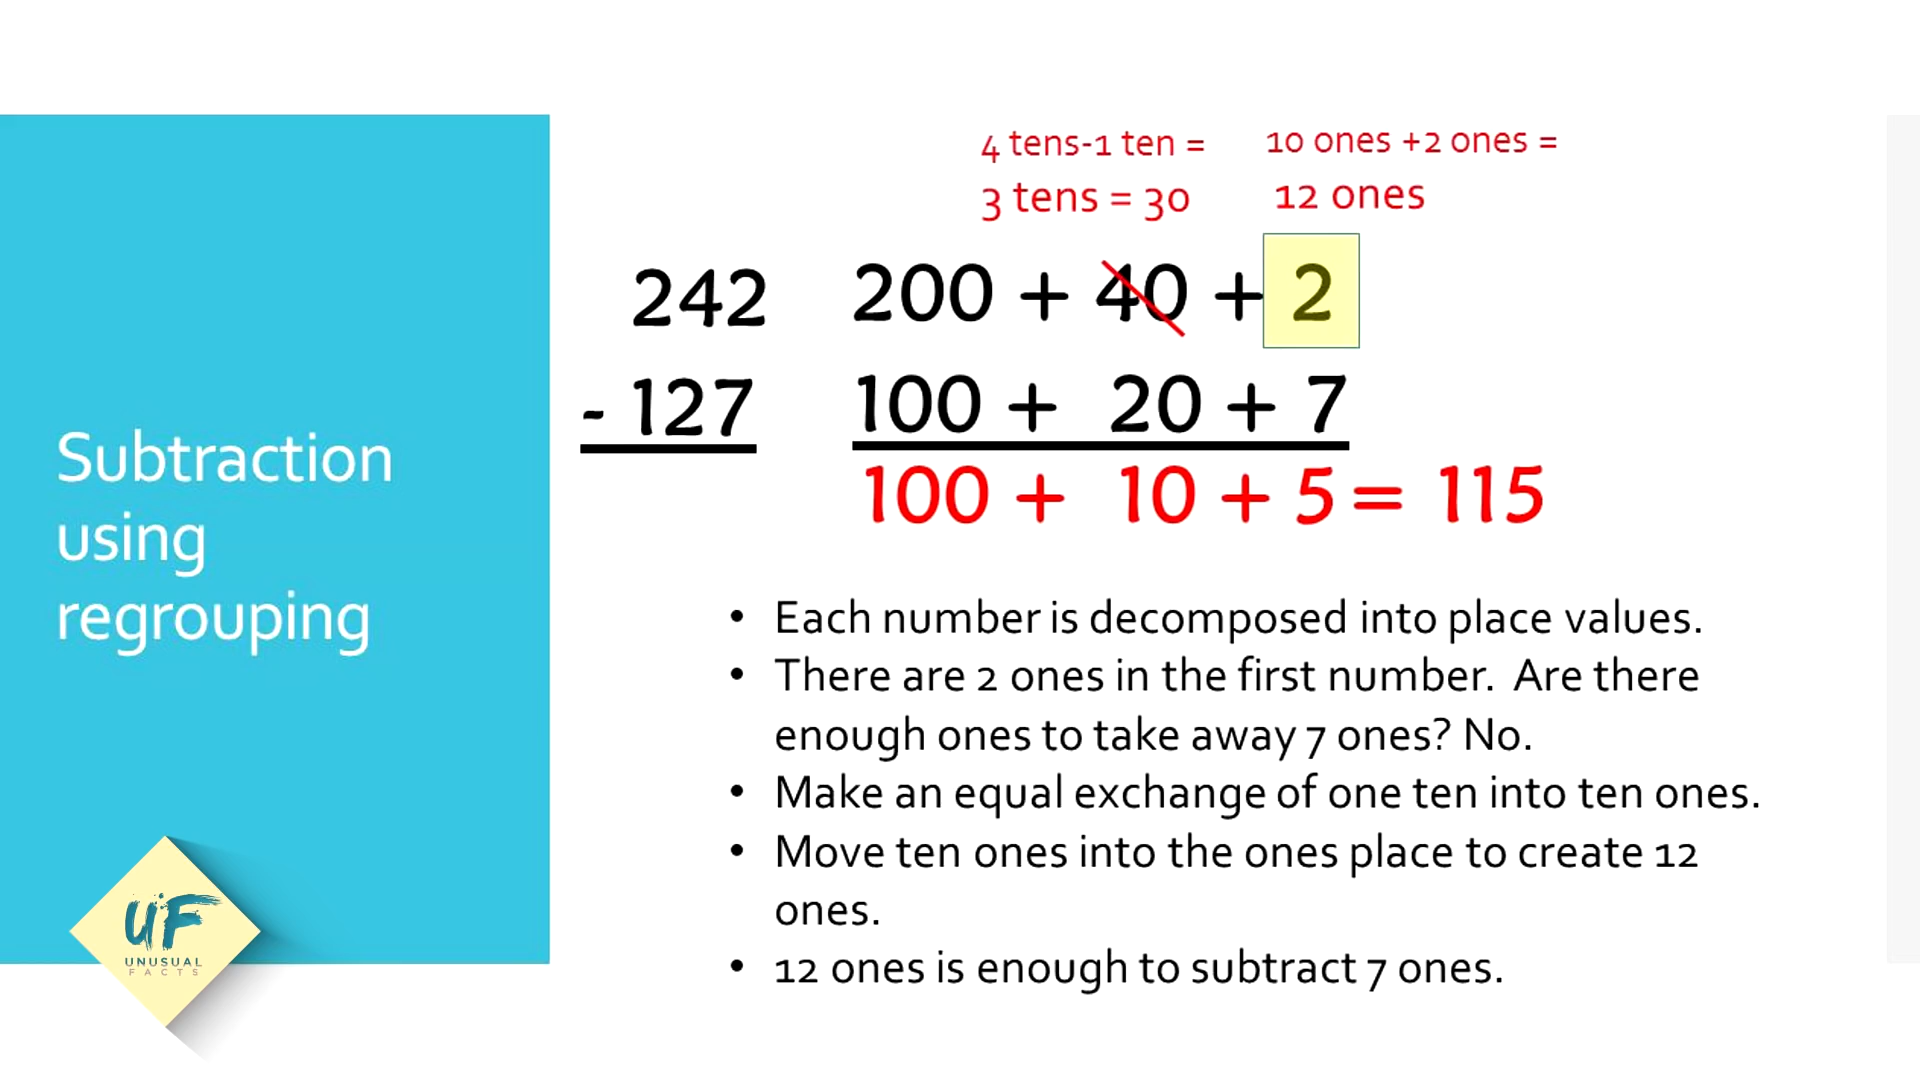 4 tens-1 ten = 10 ones +2 ones =
3 tens = 30 12 ones
242 200 + 40 + 2
- 127 100 + 20 + 7
100 + 10 + 5 = 115
Subtraction
using
regrouping
• Each number is decomposed into place values.
• There are 2 ones in the first number. Are there
enough ones to take away 7 ones? No.
• Make an equal exchange of one ten into ten ones.
• Move ten ones into the ones place to create 12
ones.
• 12 ones is enough to subtract 7 ones.
UF
UNUSUAL
FACTS